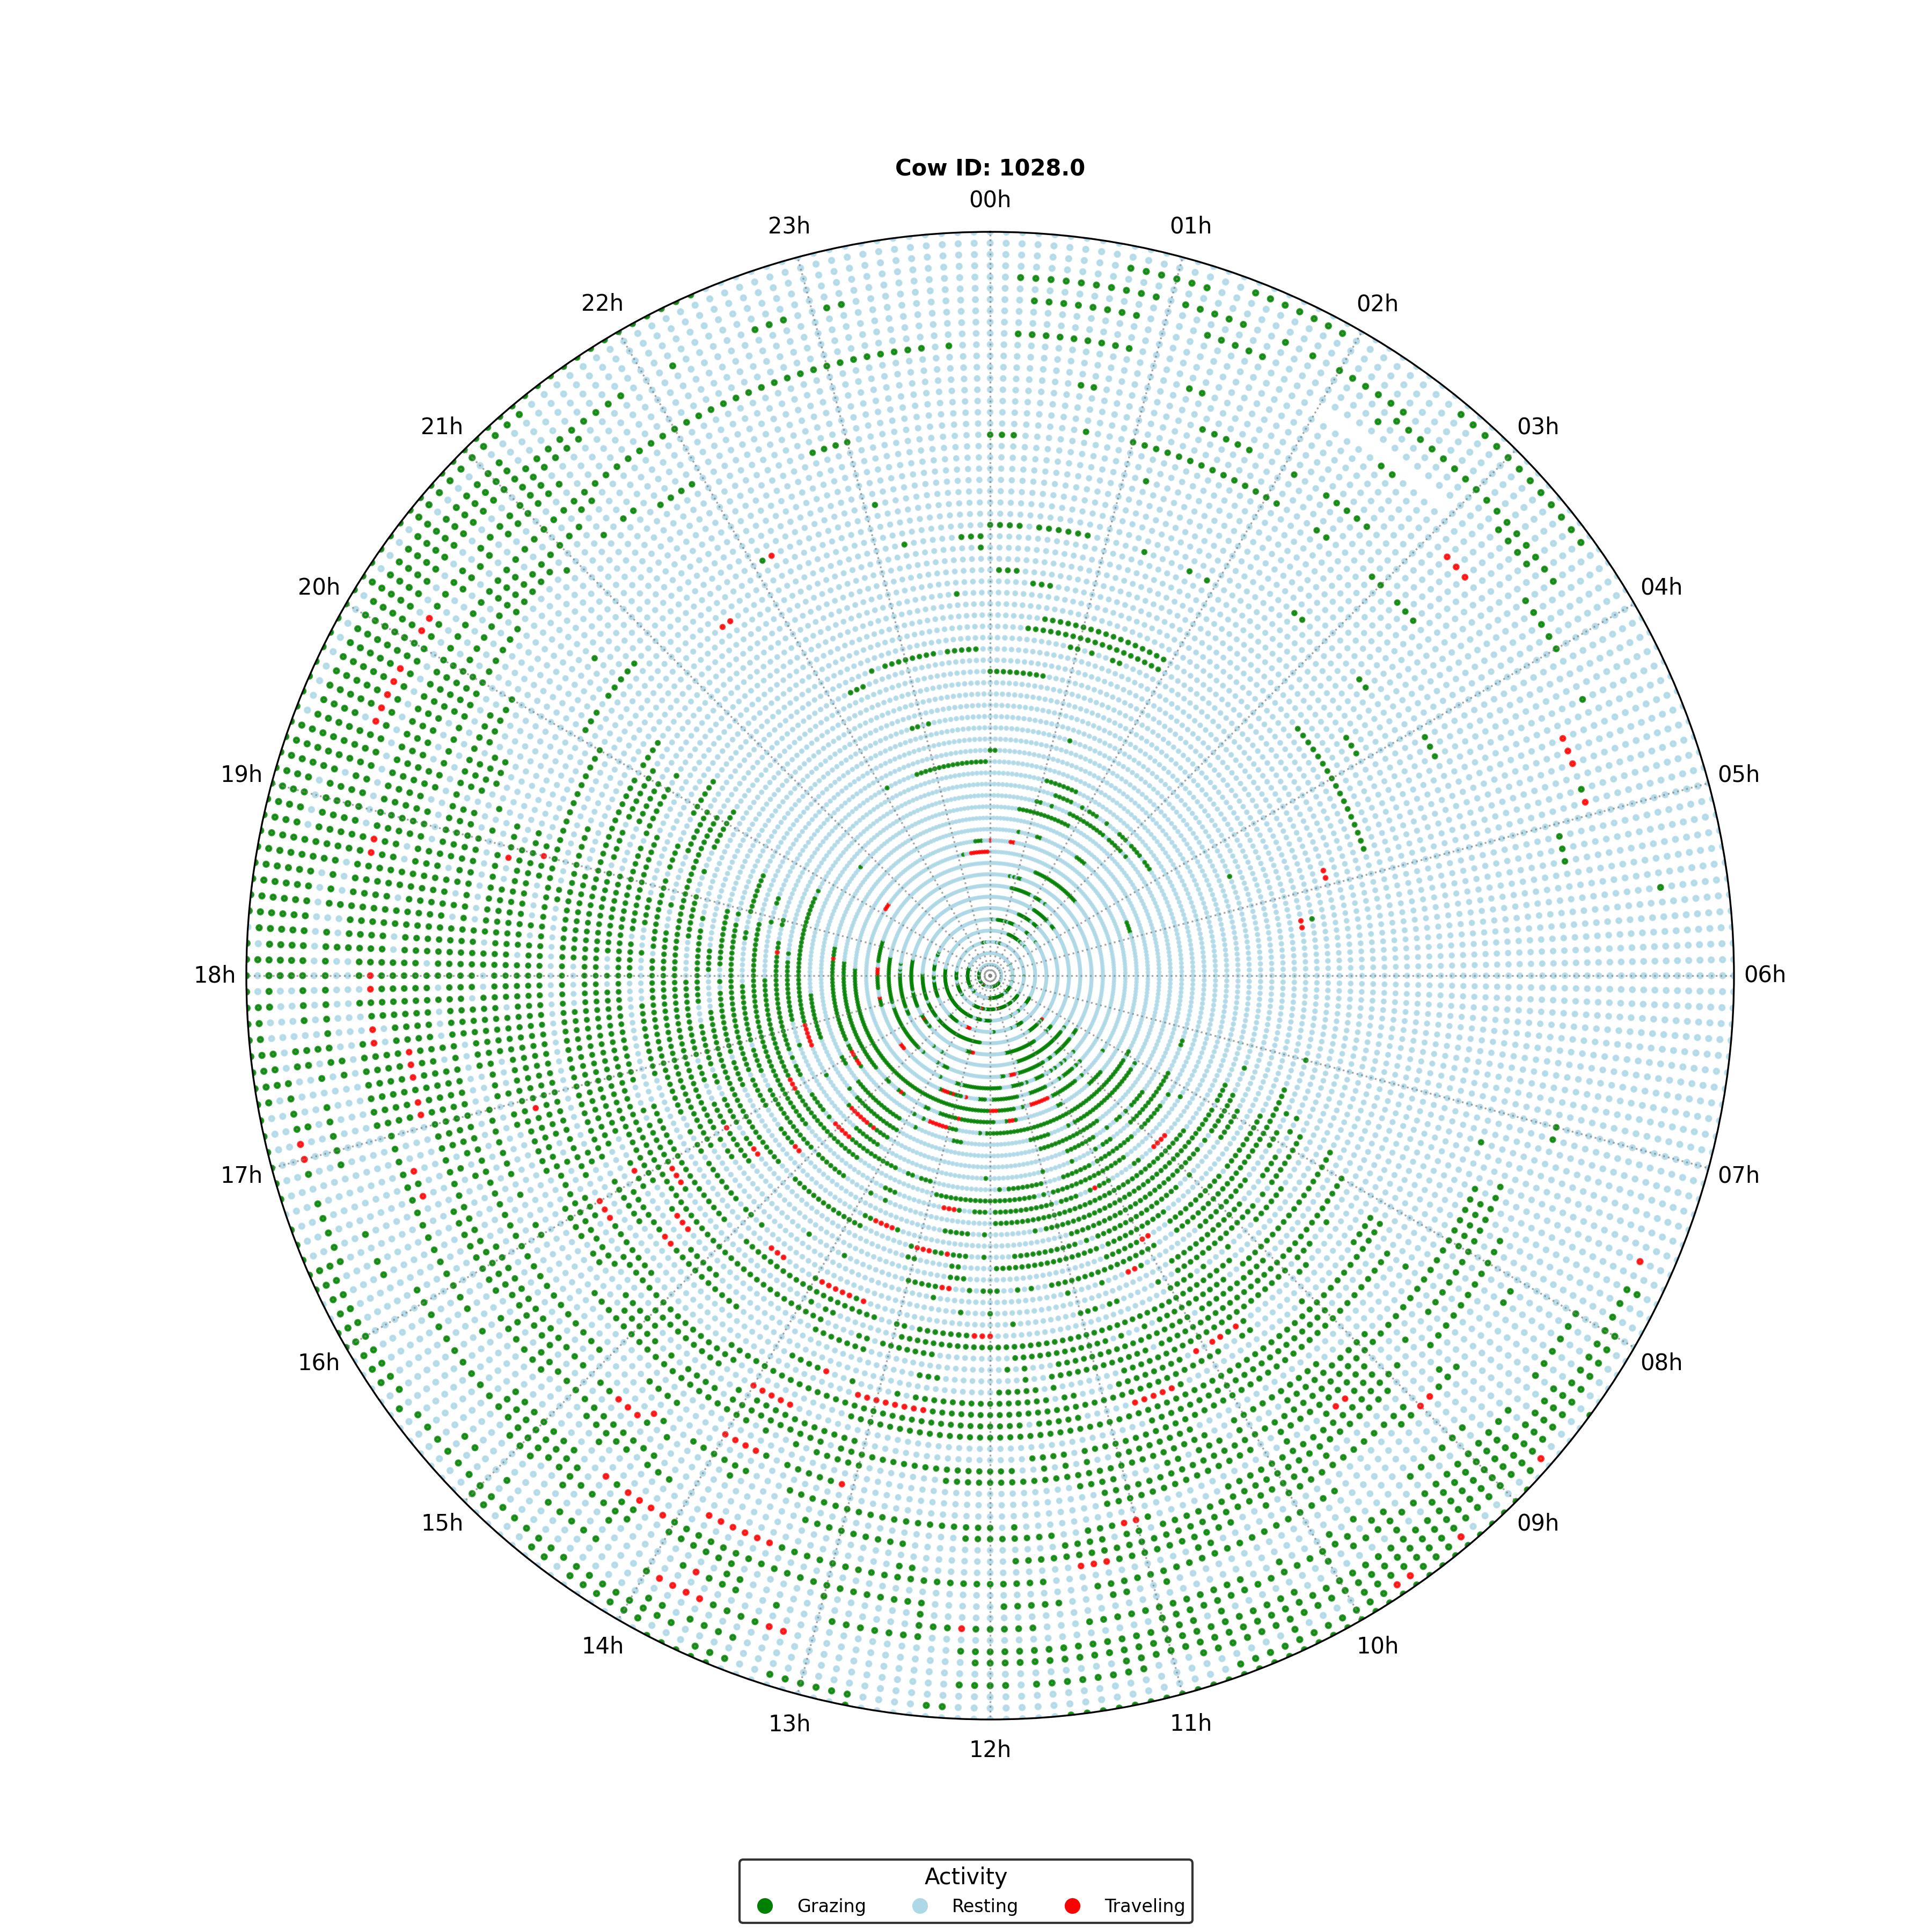 Cow ID: 1028.0
00h
23h
01h
22h
02h
21h
03h
20h
04h
19h
05h
18h
06h
17h
07h
16h
08h
15h
09h
14h
10h
13h
11h
12h
Activity
Grazing Resting Traveling